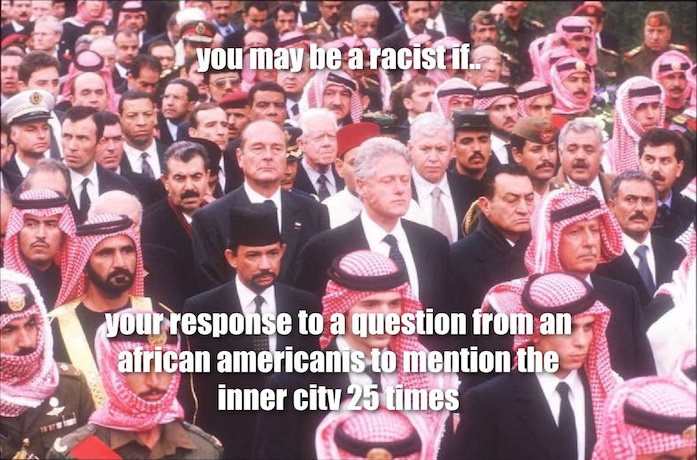 you may be a racist if..
your response to a question from an
african americanis to mention the
inner city 25 times